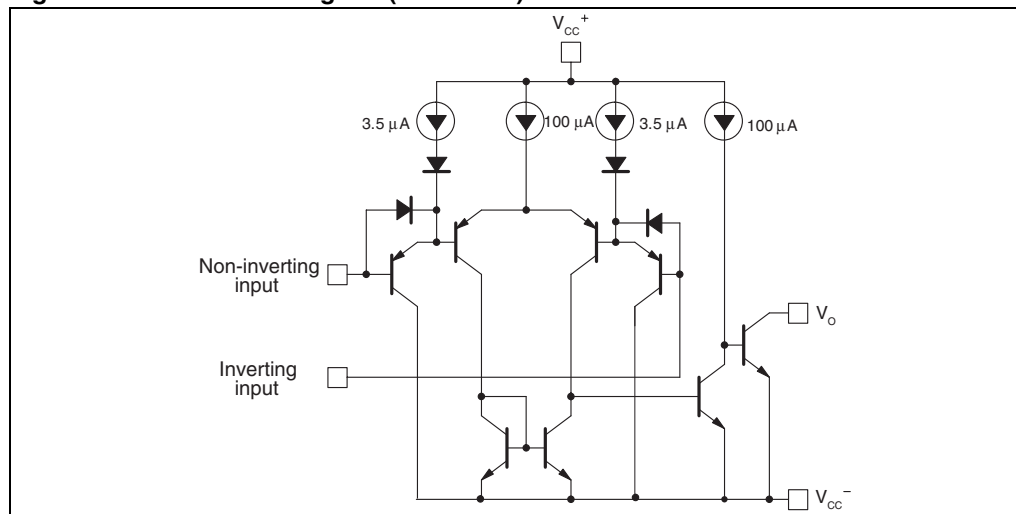 V_CC^+
3.5 µA
100 µA
3.5 µA
100 µA
Non-inverting
input
V_O
Inverting
input
V_CC^−